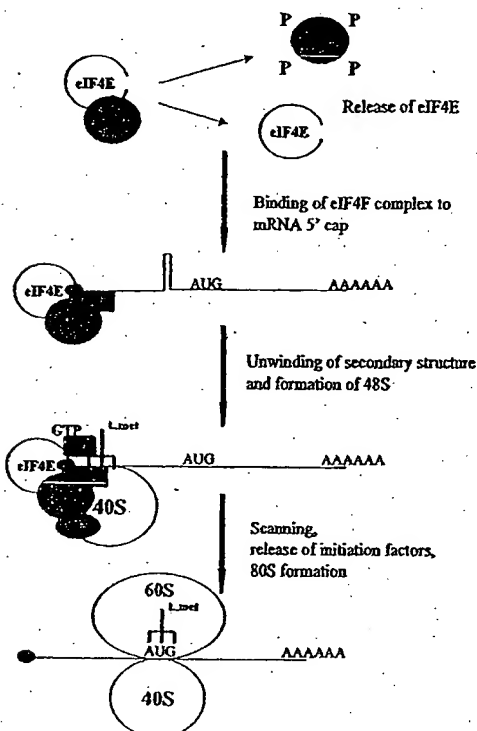 P P
eIF4E
P P
Release of eIF4E
eIF4E
Binding of eIF4F complex to
mRNA 5' cap
eIF4E
AUG
AAAAAA
Unwinding of secondary structure
and formation of 48S
GTP
eIF4E
AUG
AAAAAA
40S
Scanning,
release of initiation factors,
80S formation
60S
AUG
AAAAAA
40S